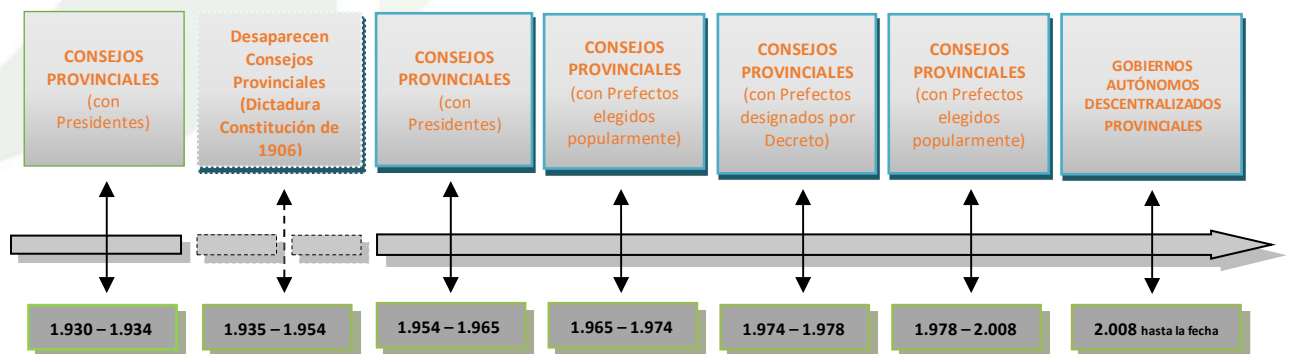 CONSEJOS
PROVINCIALES
(con
Presidentes)
Desaparecen
Consejos
Provinciales
(Dictadura
Constitución de
1906)
CONSEJOS
PROVINCIALES
(con
Presidentes)
CONSEJOS
PROVINCIALES
(con Prefectos
elegidos
popularmente)
CONSEJOS
PROVINCIALES
(con Prefectos
designados por
Decreto)
CONSEJOS
PROVINCIALES
(con Prefectos
elegidos
popularmente)
GOBIERNOS
AUTÓNOMOS
DESCENTRALIZADOS
PROVINCIALES
1.930 – 1.934
1.935 – 1.954
1.954 – 1.965
1.965 – 1.974
1.974 – 1.978
1.978 – 2.008
2.008 hasta la fecha